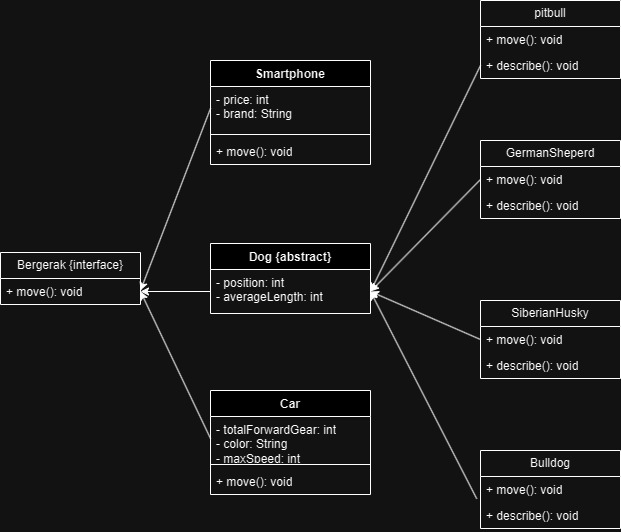 Bergerak {interface}
+ move(): void
Smartphone
- price: int
- brand: String
+ move(): void
Dog {abstract}
- position: int
- averageLength: int
Car
- totalForwardGear: int
- color: String
- maxSpeed: int
+ move(): void
pitbull
+ move(): void
+ describe(): void
GermanSheperd
+ move(): void
+ describe(): void
SiberianHusky
+ move(): void
+ describe(): void
Bulldog
+ move(): void
+ describe(): void